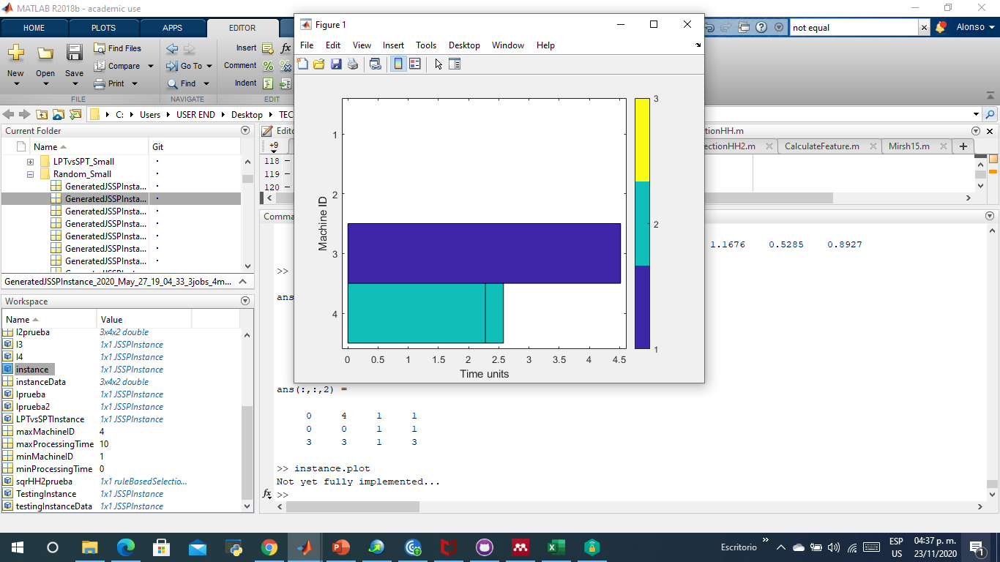 MATLAB R2018b - academic use
HOME
PLOTS
APPS
EDITOR
not equal
Alonso
New
Open
Save
Find Files
Compare
Print
FILE
Go To
Find
NAVIGATE
Insert
fx
Comment
Indent
EDIT
C:
Users
USER END
Desktop
TEC
Current Folder
Name
Git
LPTvsSPT_Small
Random_Small
GeneratedJSSPInsta...
GeneratedJSSPInsta...
GeneratedJSSPInsta...
GeneratedJSSPInsta...
GeneratedJSSPInsta...
GeneratedJSSPInsta...
GeneratedJSSPInsta...
GeneratedJSSPInstance_2020_May_27_19_04_33_3jobs_4m...
Workspace
Name
Value
I2prueba
3x4x2 double
I3
1x1 JSSPInstance
I4
1x1 JSSPInstance
instance
1x1 JSSPInstance
instanceData
3x4x2 double
Iprueba
1x1 JSSPInstance
Iprueba2
1x1 JSSPInstance
LPTvsSPTInstance
1x1 JSSPInstance
maxMachineID
4
maxProcessingTime
10
minMachineID
1
minProcessingTime
0
sqrHH2prueba
1x1 ruleBasedSelectio...
TestingInstance
1x1 JSSPInstance
testingInstanceData
1x1 JSSPInstance
Edito
ctionHH.m
+9
ectionHH2.m
CalculateFeature.m
Mirsh15.m
118 –
119 –
120 –
Comma
1.1676 0.5285 0.8927
>>
ans
ans(:,:,2) =
0 4 1 1
0 0 1 1
3 3 1 3
>> instance.plot
Not yet fully implemented...
fx >>
Figure 1
File Edit View Insert Tools Desktop Window Help
Machine ID
1
2
3
4
0 0.5 1 1.5 2 2.5 3 3.5 4 4.5
Time units
3
2
1
Escritorio
ESP
US
04:37 p. m.
23/11/2020
1